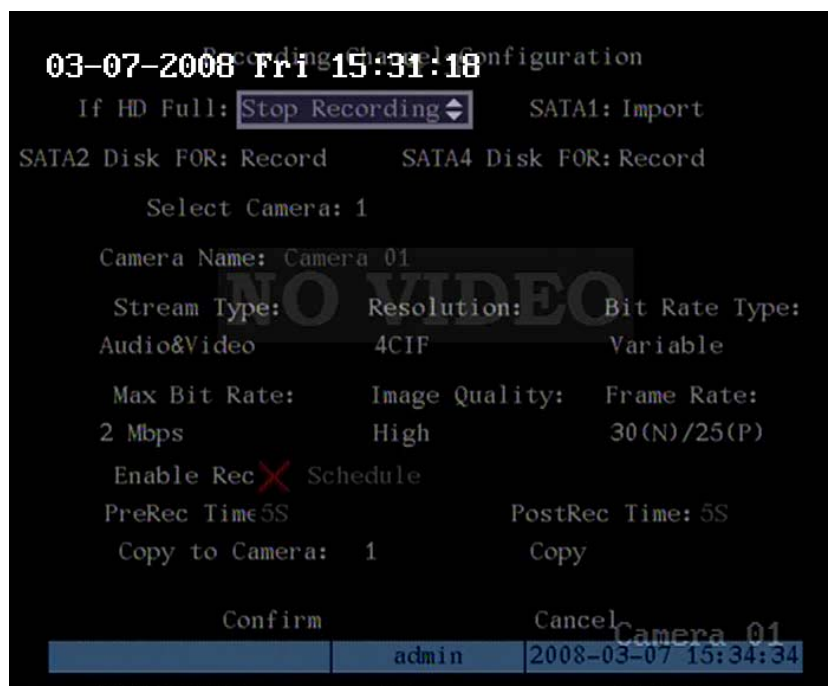 Recording Channel Configuration
03-07-2008 Fri 15:31:18
If HD Full: Stop Recording SATA1: Import
SATA2 Disk FOR: Record SATA4 Disk FOR: Record
Select Camera: 1
Camera Name: Camera 01
NO VIDEO
Stream Type: Resolution: Bit Rate Type:
Audio&Video 4CIF Variable
Max Bit Rate: Image Quality: Frame Rate:
2 Mbps High 30(N)/25(P)
Enable Rec Schedule
PreRec Time 5S PostRec Time: 5S
Copy to Camera: 1 Copy
Confirm Cancel
Camera 01
admin 2008-03-07 15:34:34